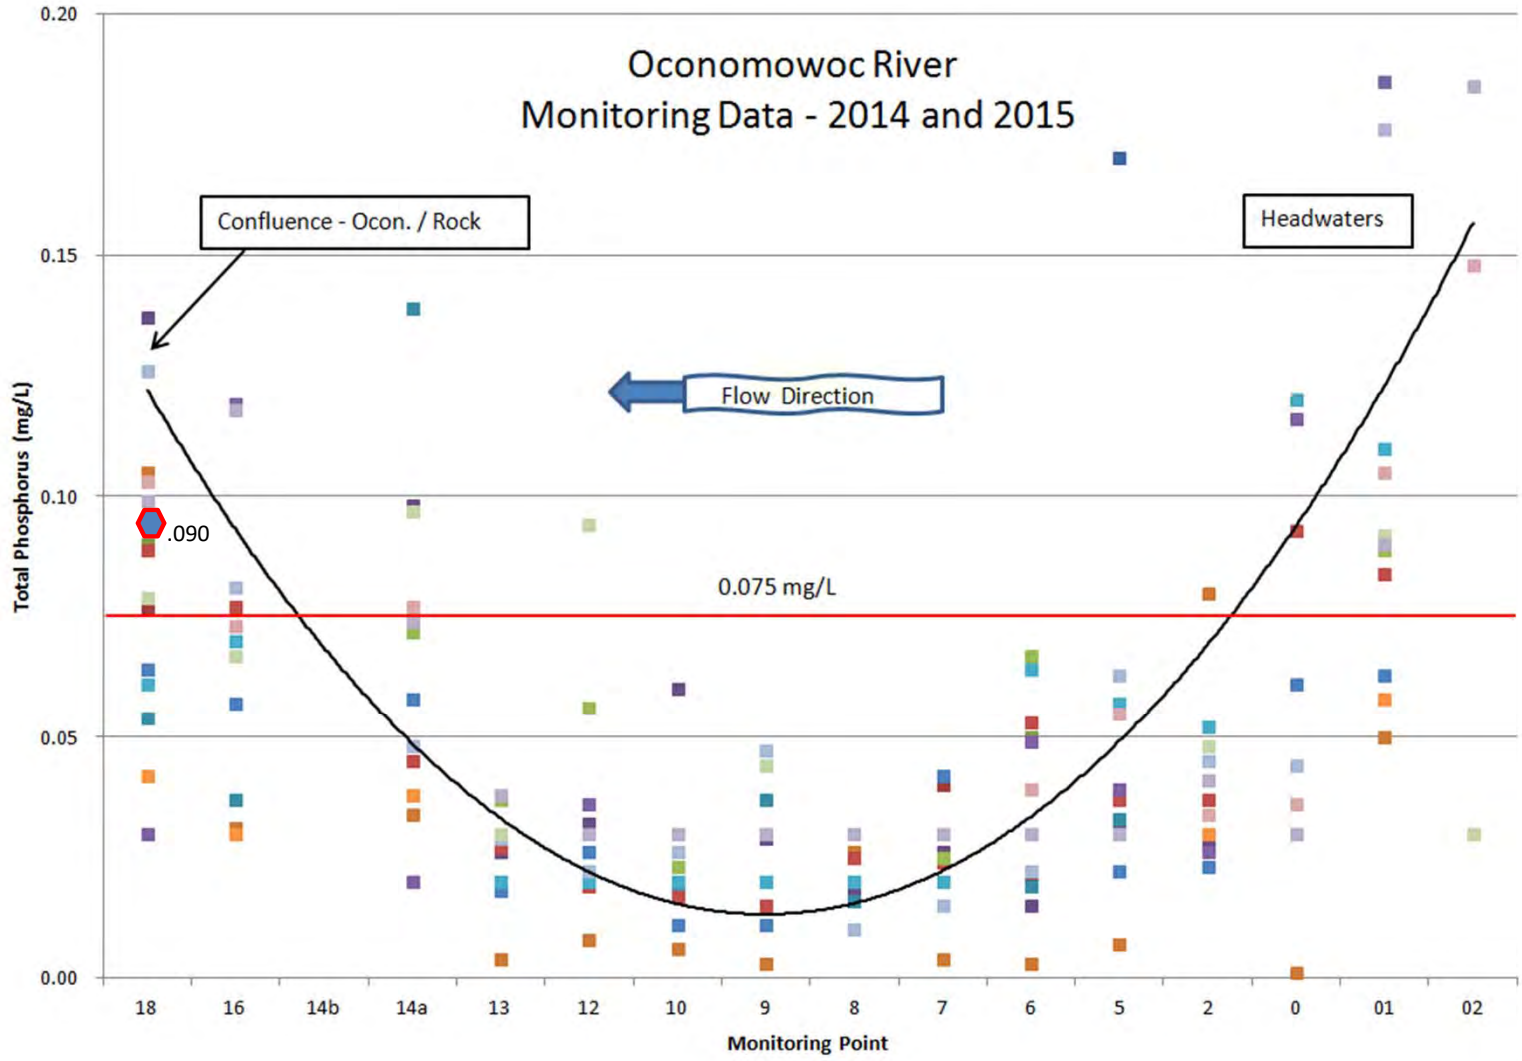 Oconomowoc River
Monitoring Data - 2014 and 2015
0.20
0.15
0.10
0.05
0.00
Total Phosphorus (mg/L)
Confluence - Ocon. / Rock
Headwaters
Flow Direction
.090
0.075 mg/L
18 16 14b 14a 13 12 10 9 8 7 6 5 2 0 01 02
Monitoring Point